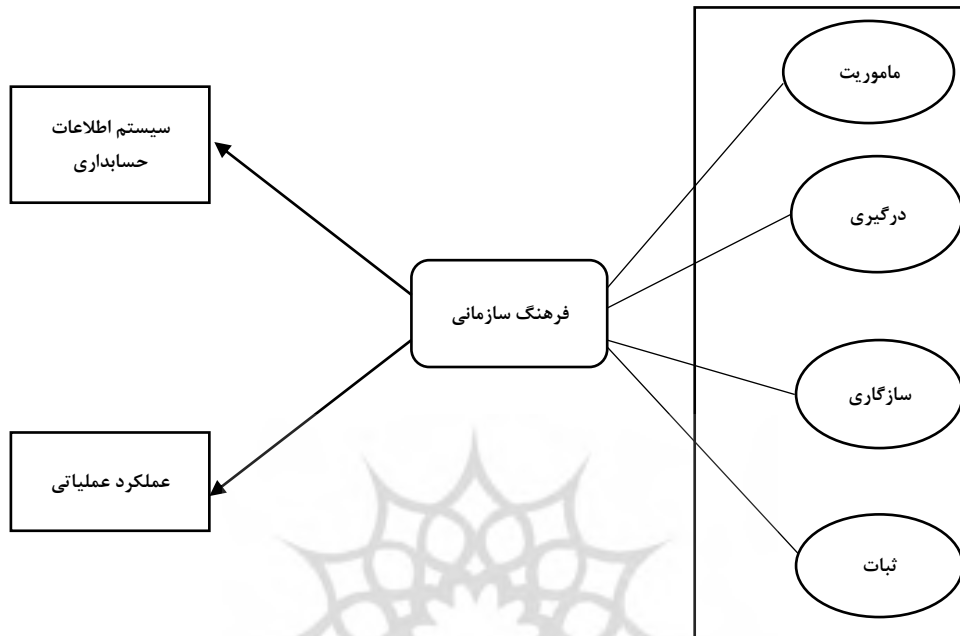 ماموریت
درگیری
سازگاری
ثبات
فرهنگ سازمانی
سیستم اطلاعات
حسابداری
عملکرد عملیاتی